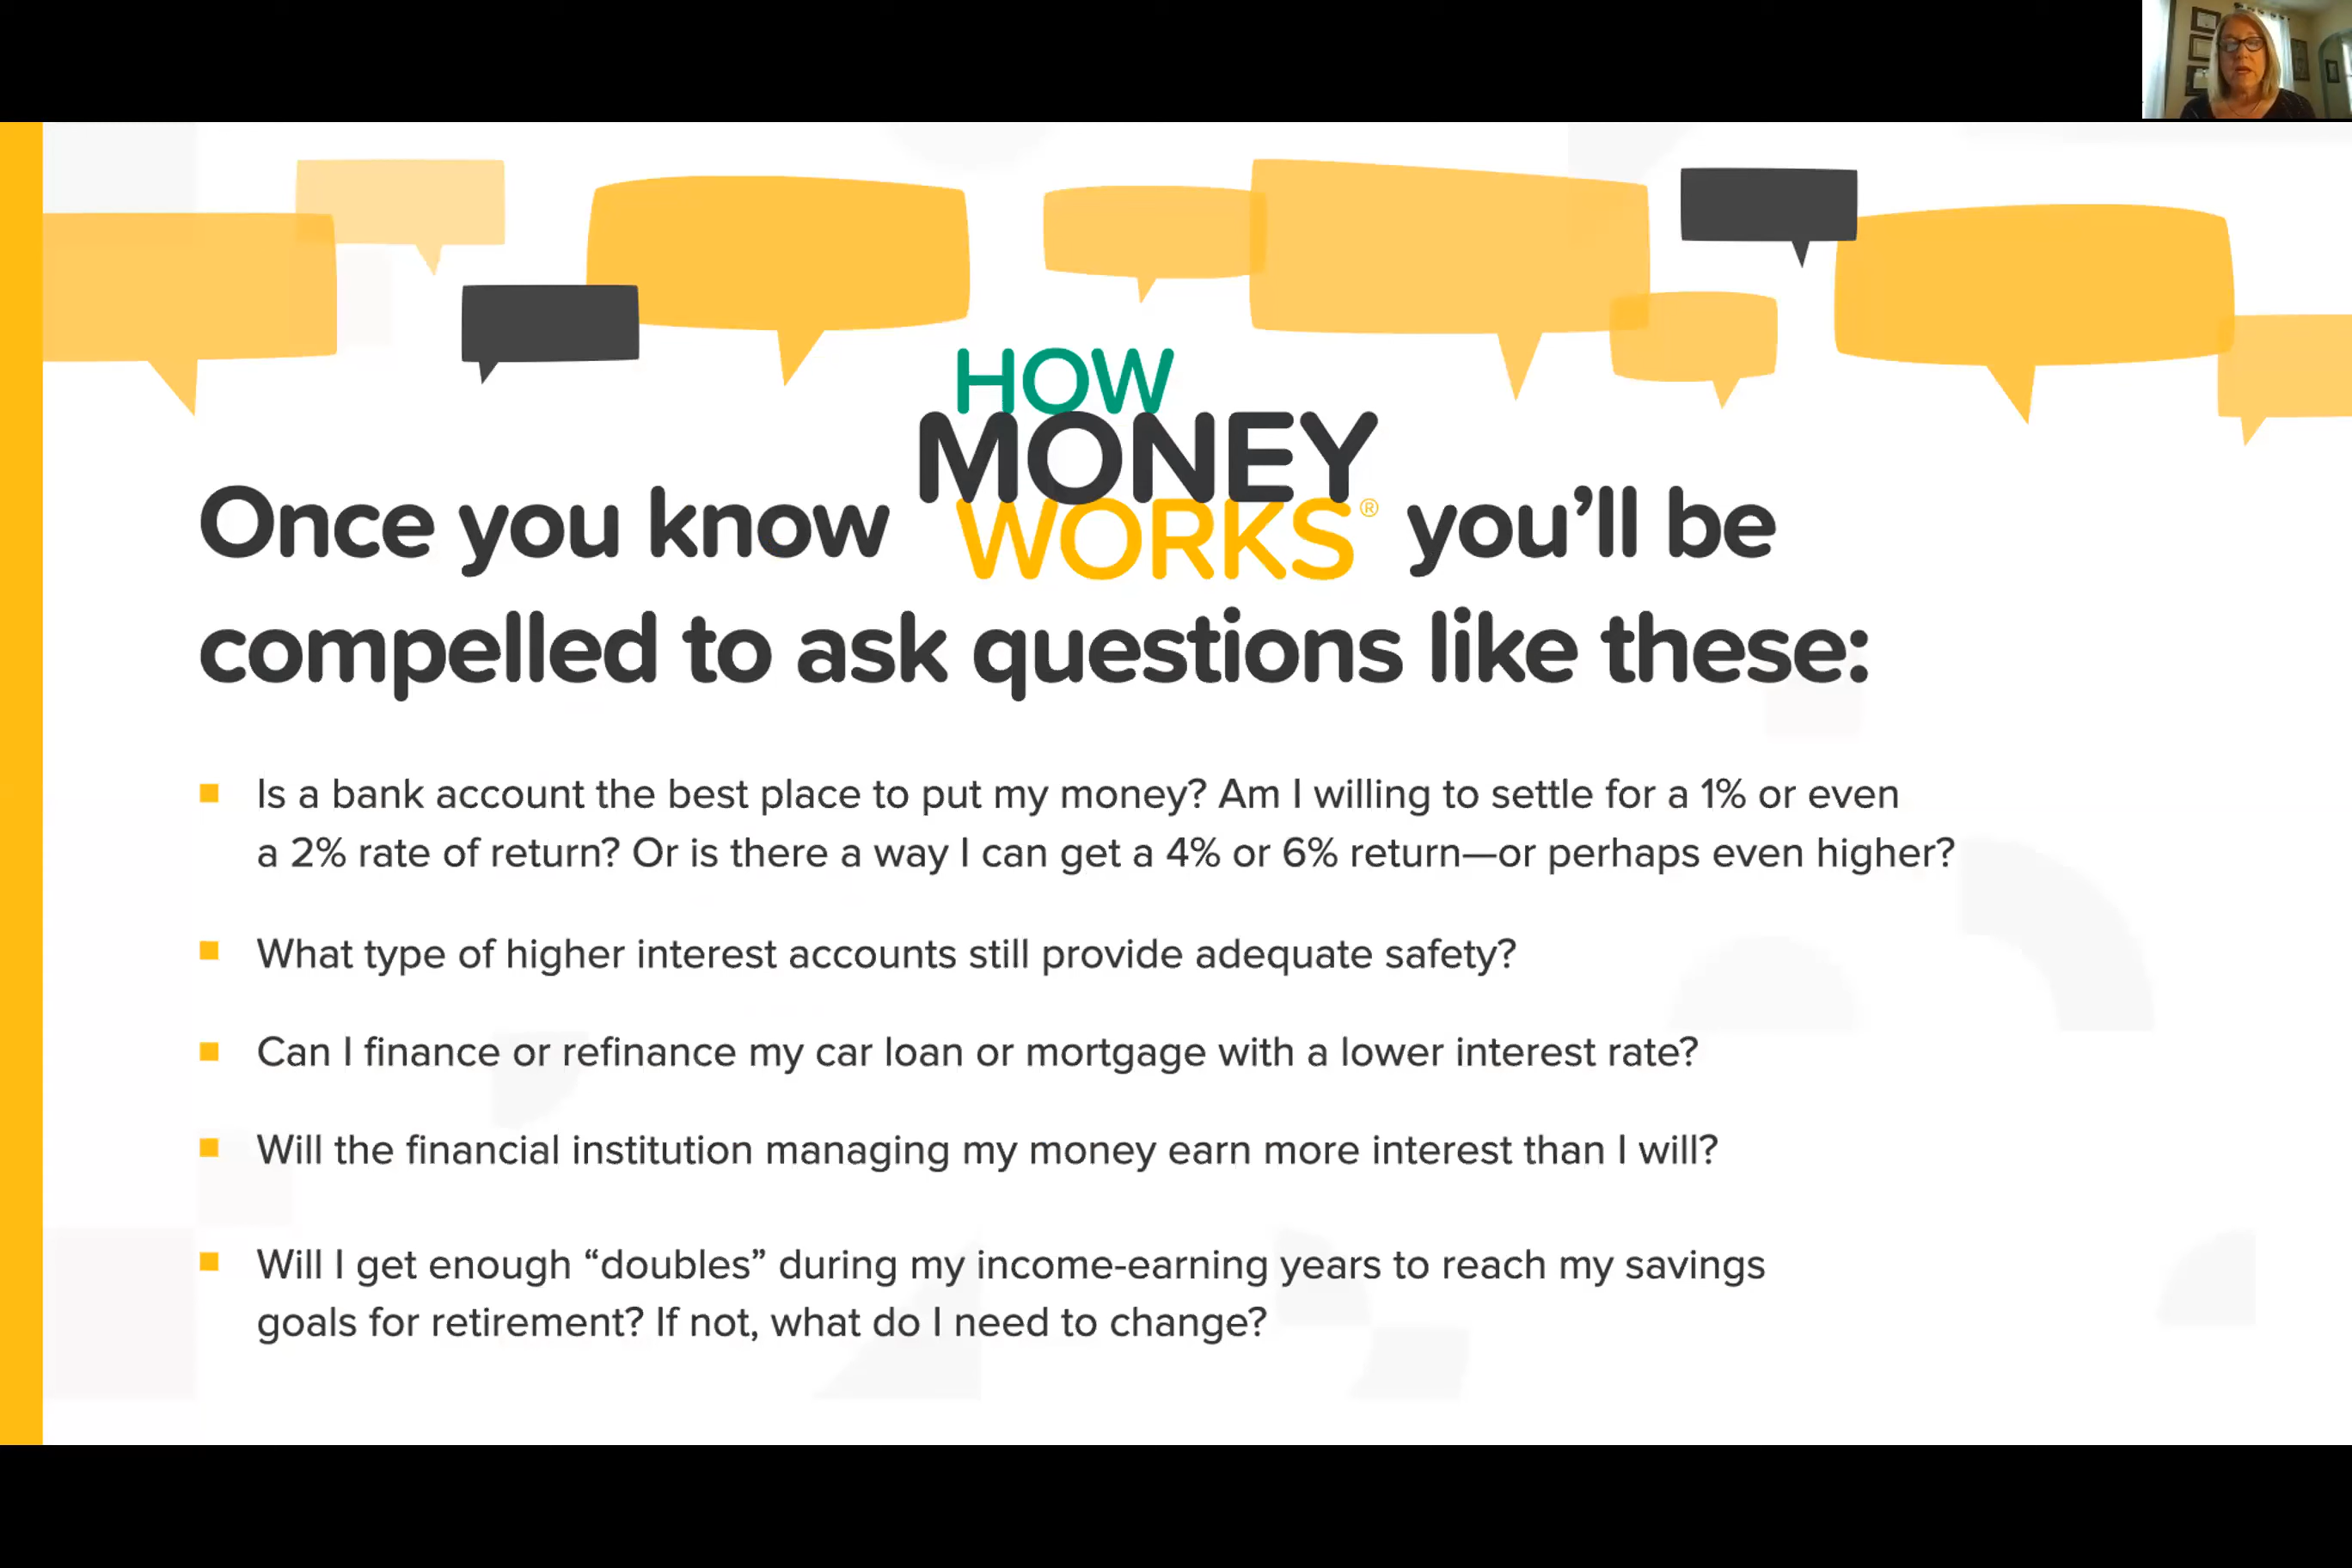 HOW
MONEY
WORKS®
Once you know you’ll be
compelled to ask questions like these:
Is a bank account the best place to put my money? Am I willing to settle for a 1% or even
a 2% rate of return? Or is there a way I can get a 4% or 6% return—or perhaps even higher?
What type of higher interest accounts still provide adequate safety?
Can I finance or refinance my car loan or mortgage with a lower interest rate?
Will the financial institution managing my money earn more interest than I will?
Will I get enough “doubles” during my income-earning years to reach my savings
goals for retirement? If not, what do I need to change?